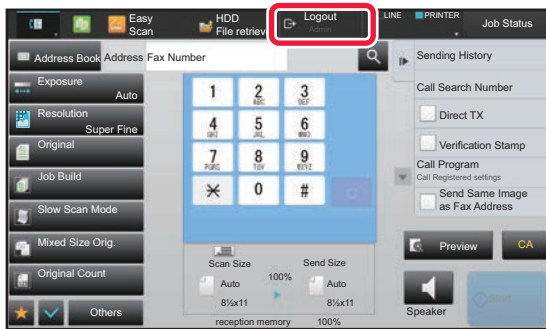 Easy
Scan
HDD
File retriev
Logout
Admin
LINE
PRINTER
Job Status
Address Book
Address
Fax Number
Sending History
Exposure
Auto
Resolution
Super Fine
Original
Job Build
Slow Scan Mode
Mixed Size Orig.
Original Count
Others
1
2
ABC
3
DEF
4
GHI
5
JKL
6
MNO
7
PQRS
8
TUV
9
WXYZ
0
#
Call Search Number
Direct TX
Verification Stamp
Call Program
Call Registered settings
Send Same Image
as Fax Address
Preview
CA
Scan Size
Send Size
100%
Auto
Auto
8½x11
8½x11
reception memory 100%
Speaker
Start